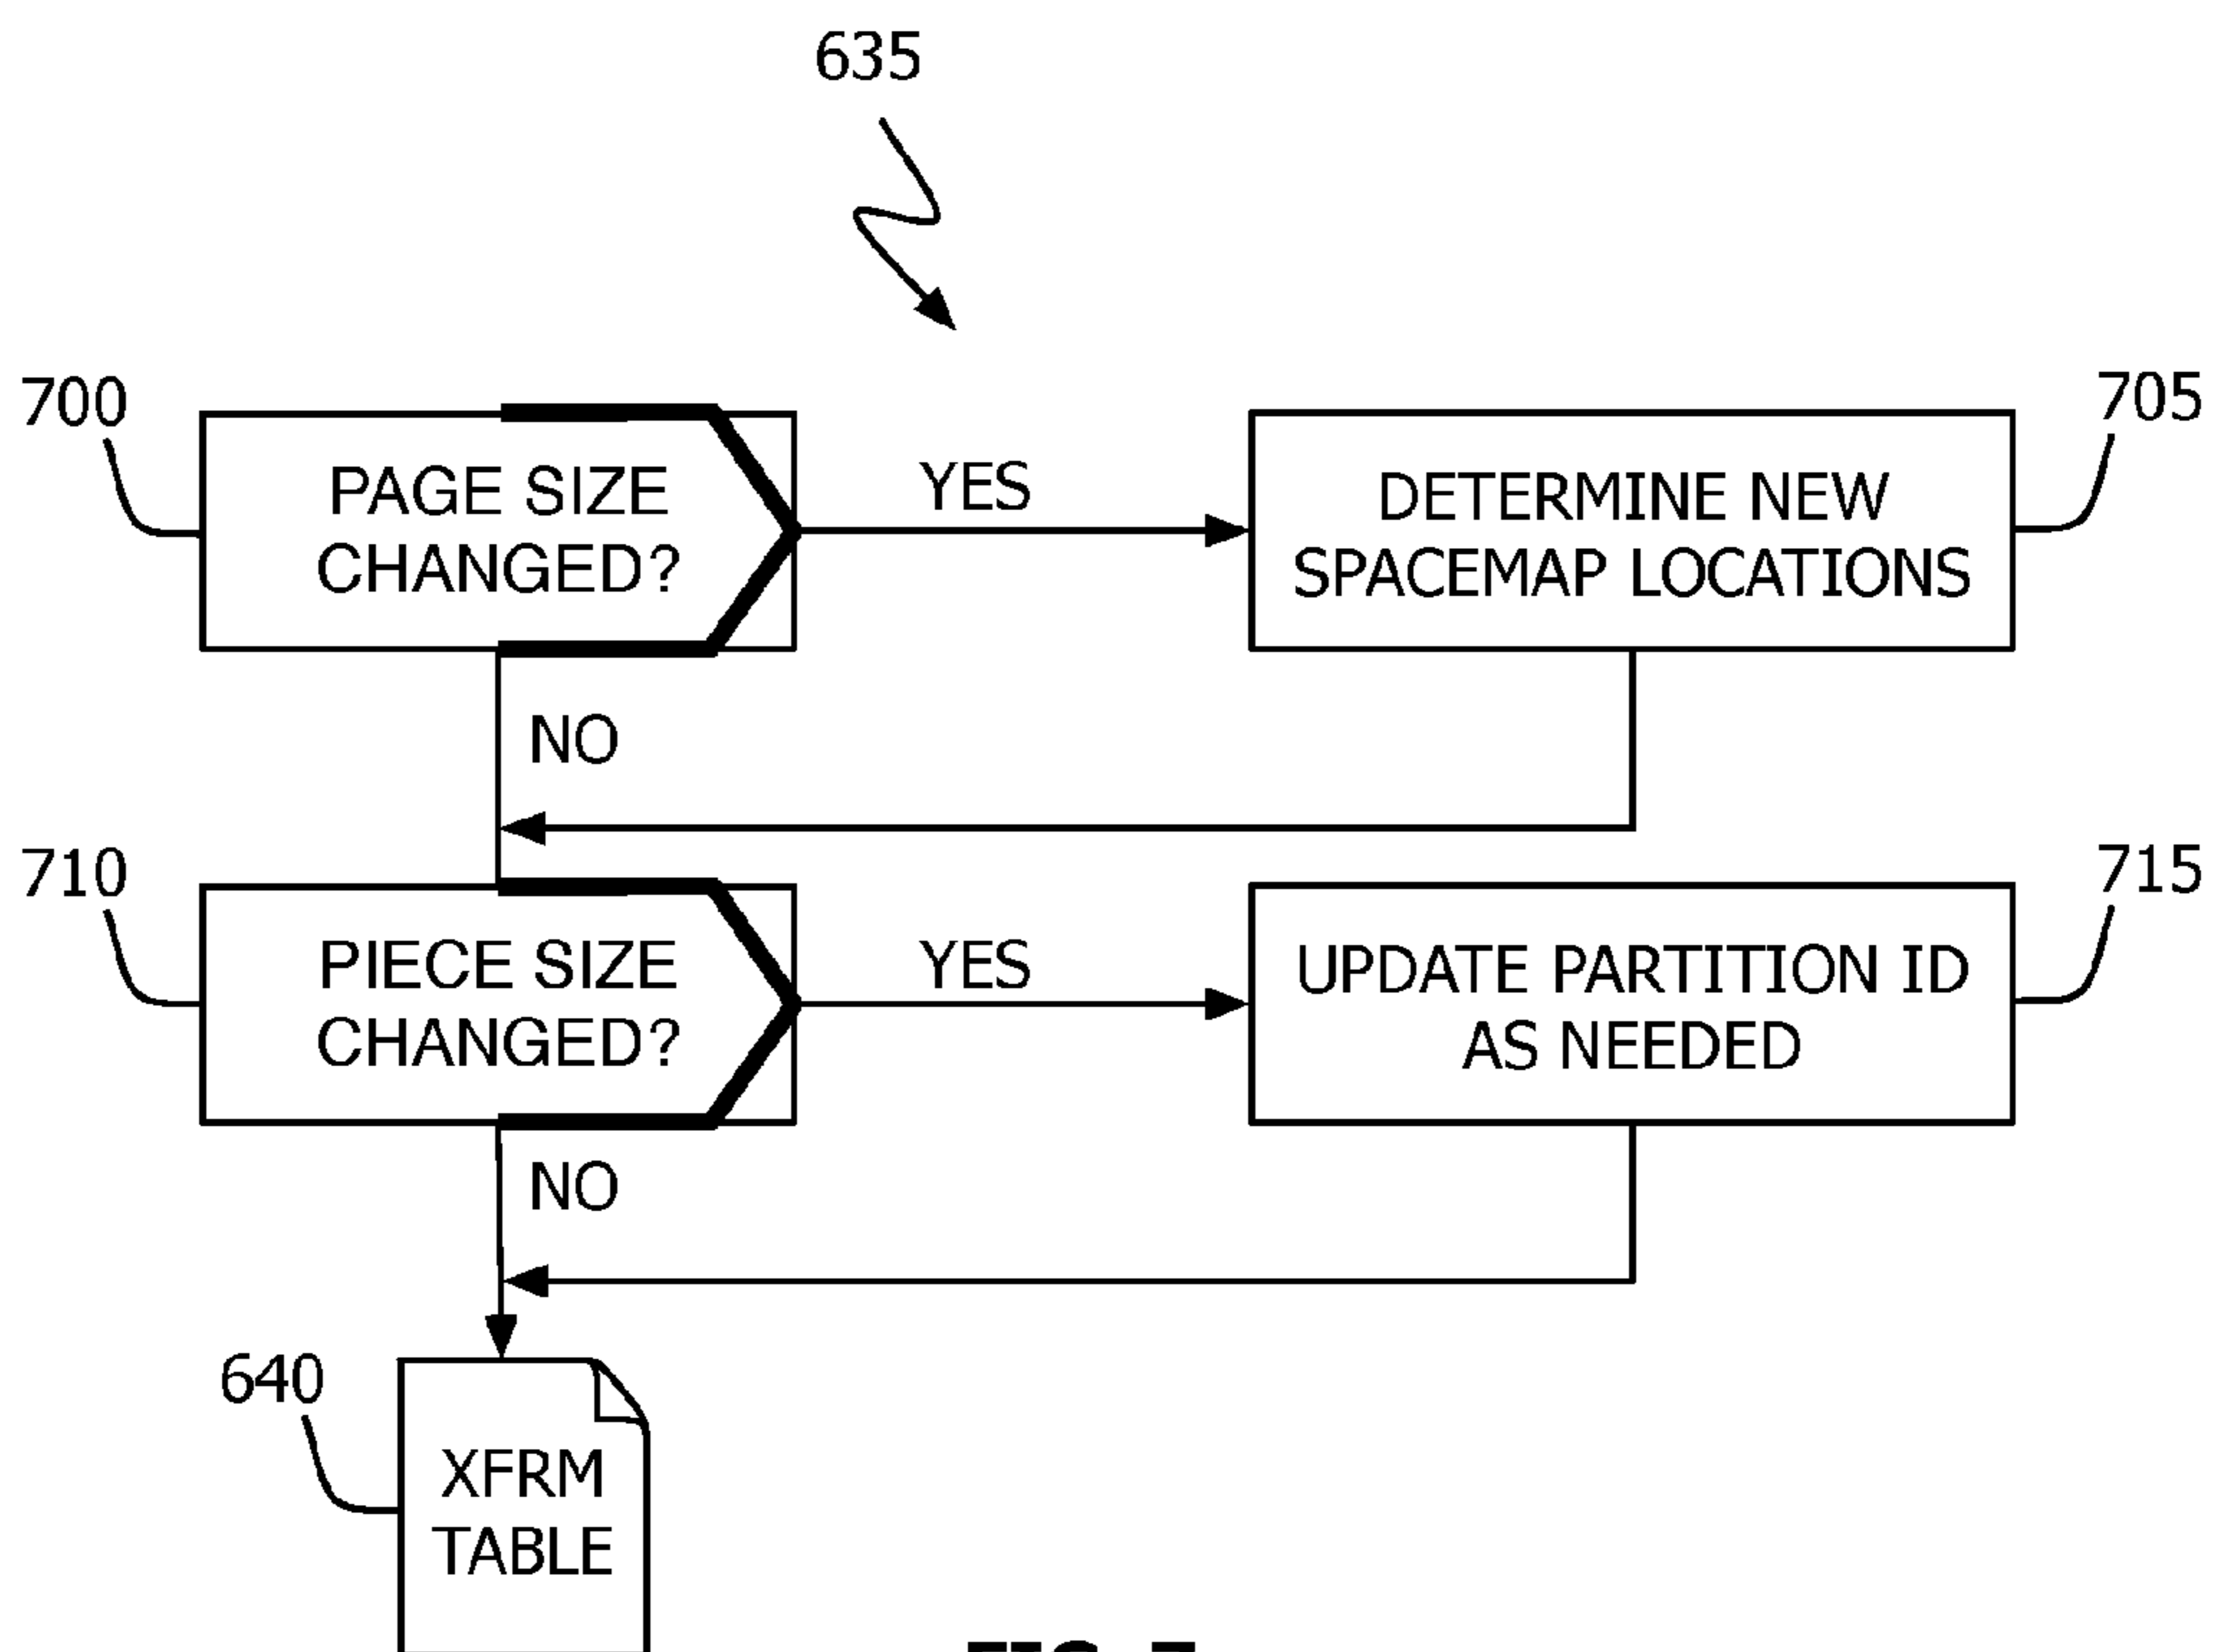 635
700
PAGE SIZE
CHANGED?
YES
DETERMINE NEW
SPACEMAP LOCATIONS
705
NO
710
PIECE SIZE
CHANGED?
YES
UPDATE PARTITION ID
AS NEEDED
715
NO
640
XFRM
TABLE